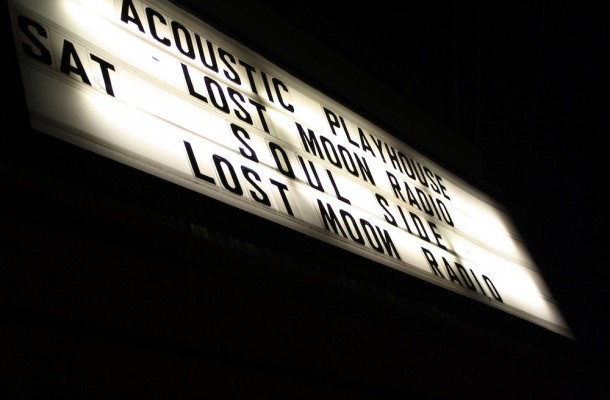 ACOUSTIC PLAYHOUSE
SAT LOST MOON RADIO
SOUL SIDE
LOST MOON RADIO